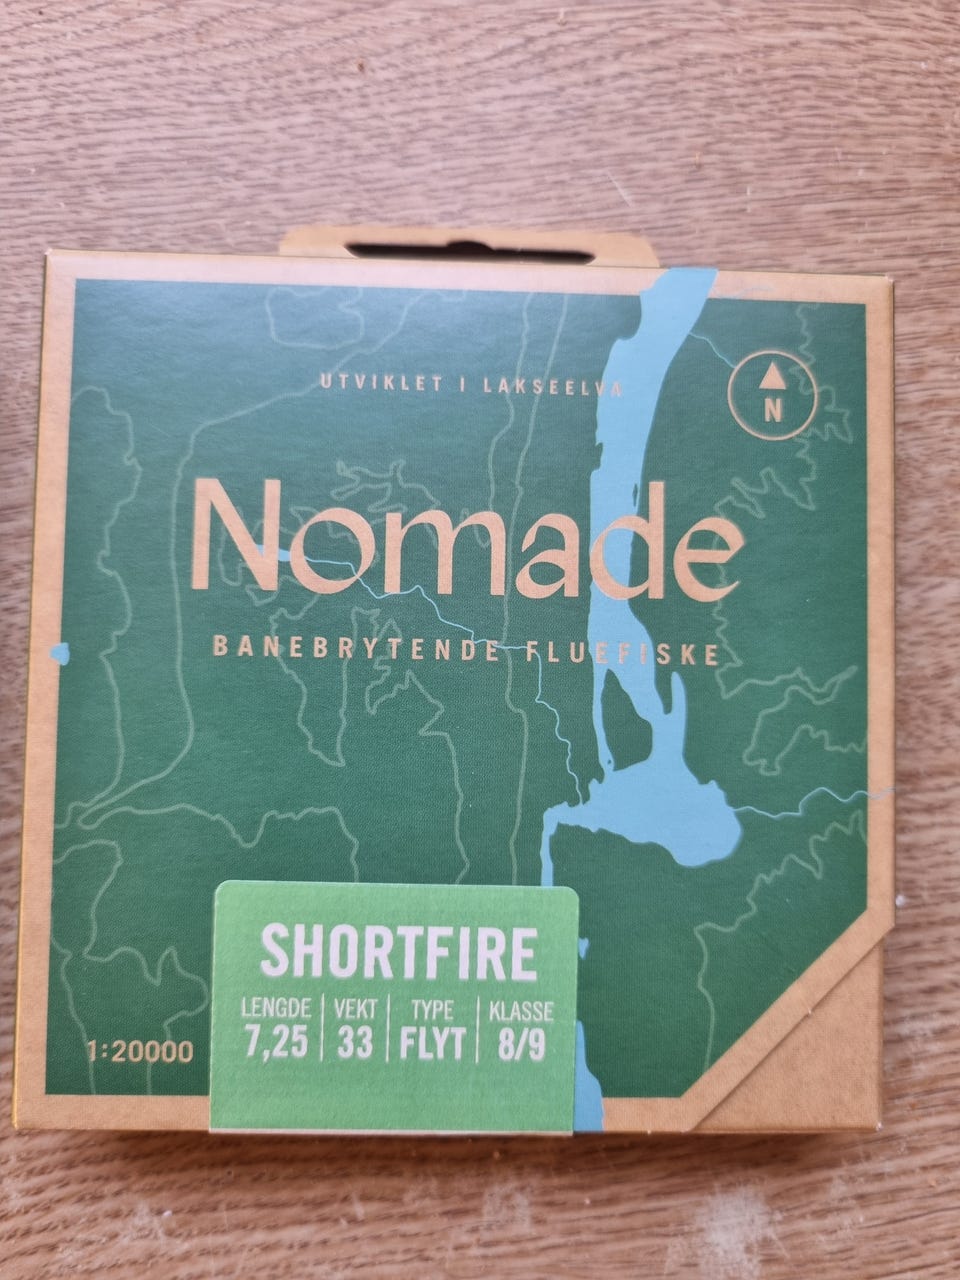 UTVIKLET I LAKSEELVA
N
Nomade
BANEBRYTENDE FLUEFISKE
SHORTFIRE
LENGDE VEKT TYPE KLASSE
7,25 33 FLYT 8/9
1:20000